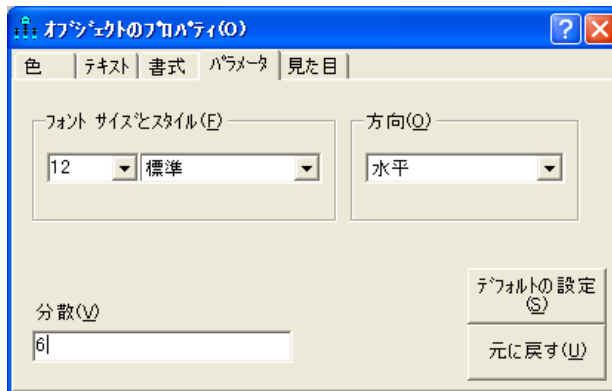 オブジェクトのプロパティ(O)
色 テキスト 書式 パラメータ 見た目
フォント サイズとスタイル(F) 方向(O)
12 標準 水平
デフォルトの設定
(S)
分散(V)
6
元に戻す(U)